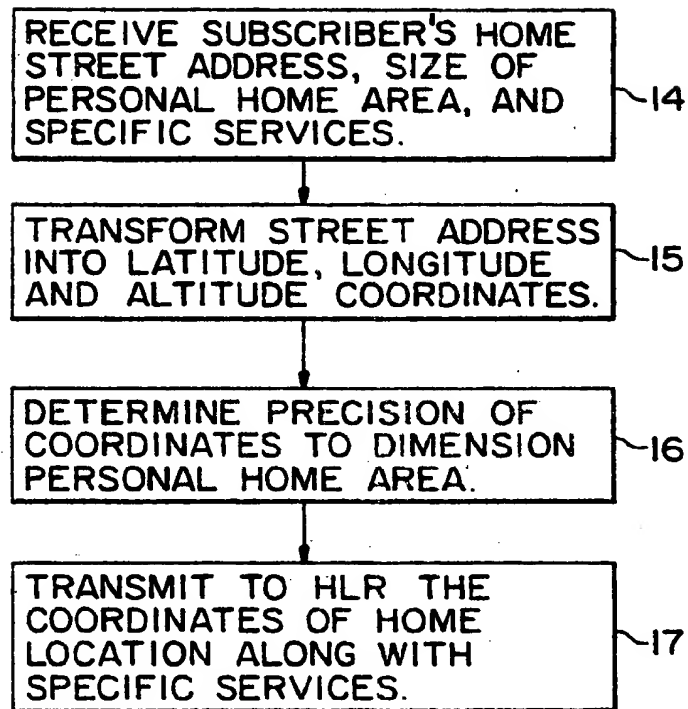 RECEIVE SUBSCRIBER'S HOME
STREET ADDRESS, SIZE OF
PERSONAL HOME AREA, AND
SPECIFIC SERVICES.
14
TRANSFORM STREET ADDRESS
INTO LATITUDE, LONGITUDE
AND ALTITUDE COORDINATES.
15
DETERMINE PRECISION OF
COORDINATES TO DIMENSION
PERSONAL HOME AREA.
16
TRANSMIT TO HLR THE
COORDINATES OF HOME
LOCATION ALONG WITH
SPECIFIC SERVICES.
17